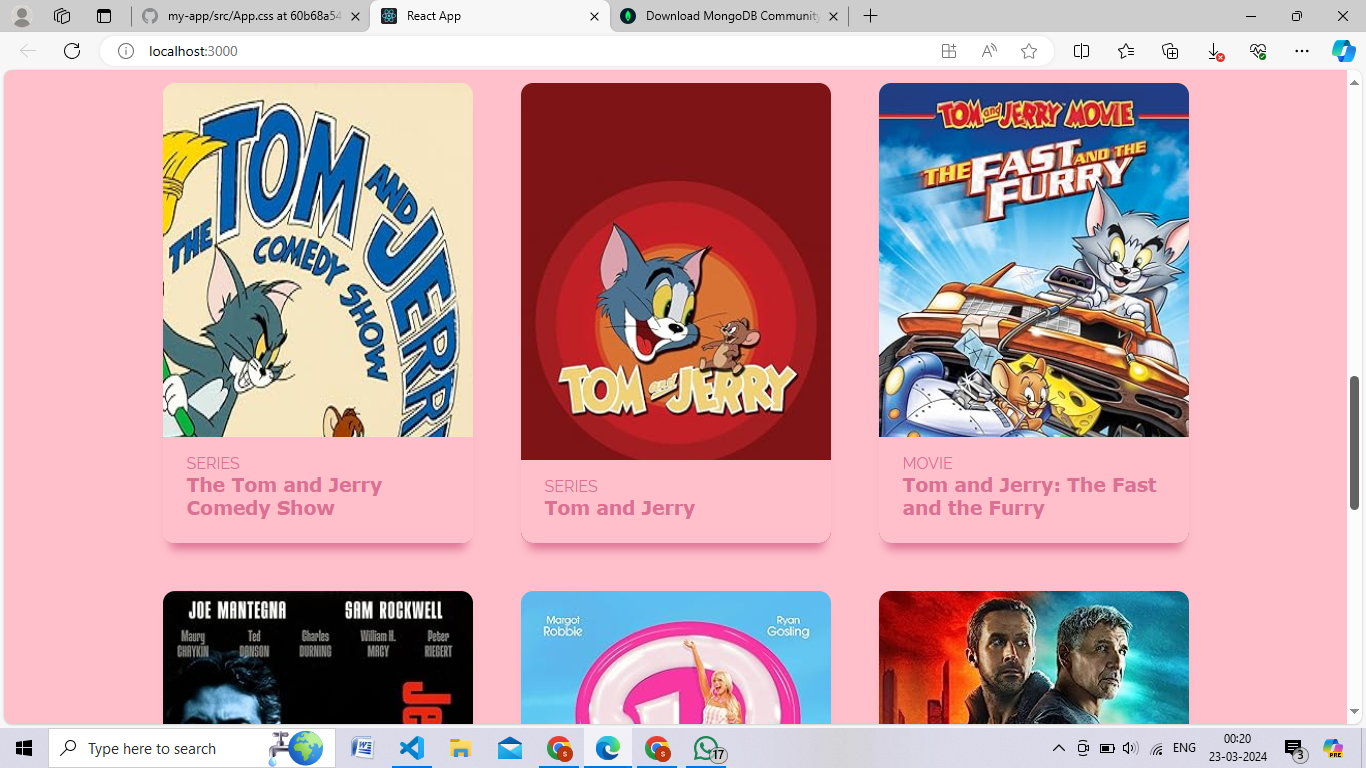 my-app/src/App.css at 60b68a54
React App
Download MongoDB Community
localhost:3000
TOM AND JERRY
THE COMEDY SHOW
TOM and JERRY
TOM and JERRY MOVIE
THE FAST AND THE
FURRY
SERIES
The Tom and Jerry
Comedy Show
SERIES
Tom and Jerry
MOVIE
Tom and Jerry: The Fast
and the Furry
JOE MANTEGNA SAM ROCKWELL
Maury Ted Charles William H. Peter
CHAYKIN DANSON DURNING MACY RIEGERT
Je
Margot Ryan
Robbie Gosling
Type here to search
17
ENG
00:20
23-03-2024
3
PRE